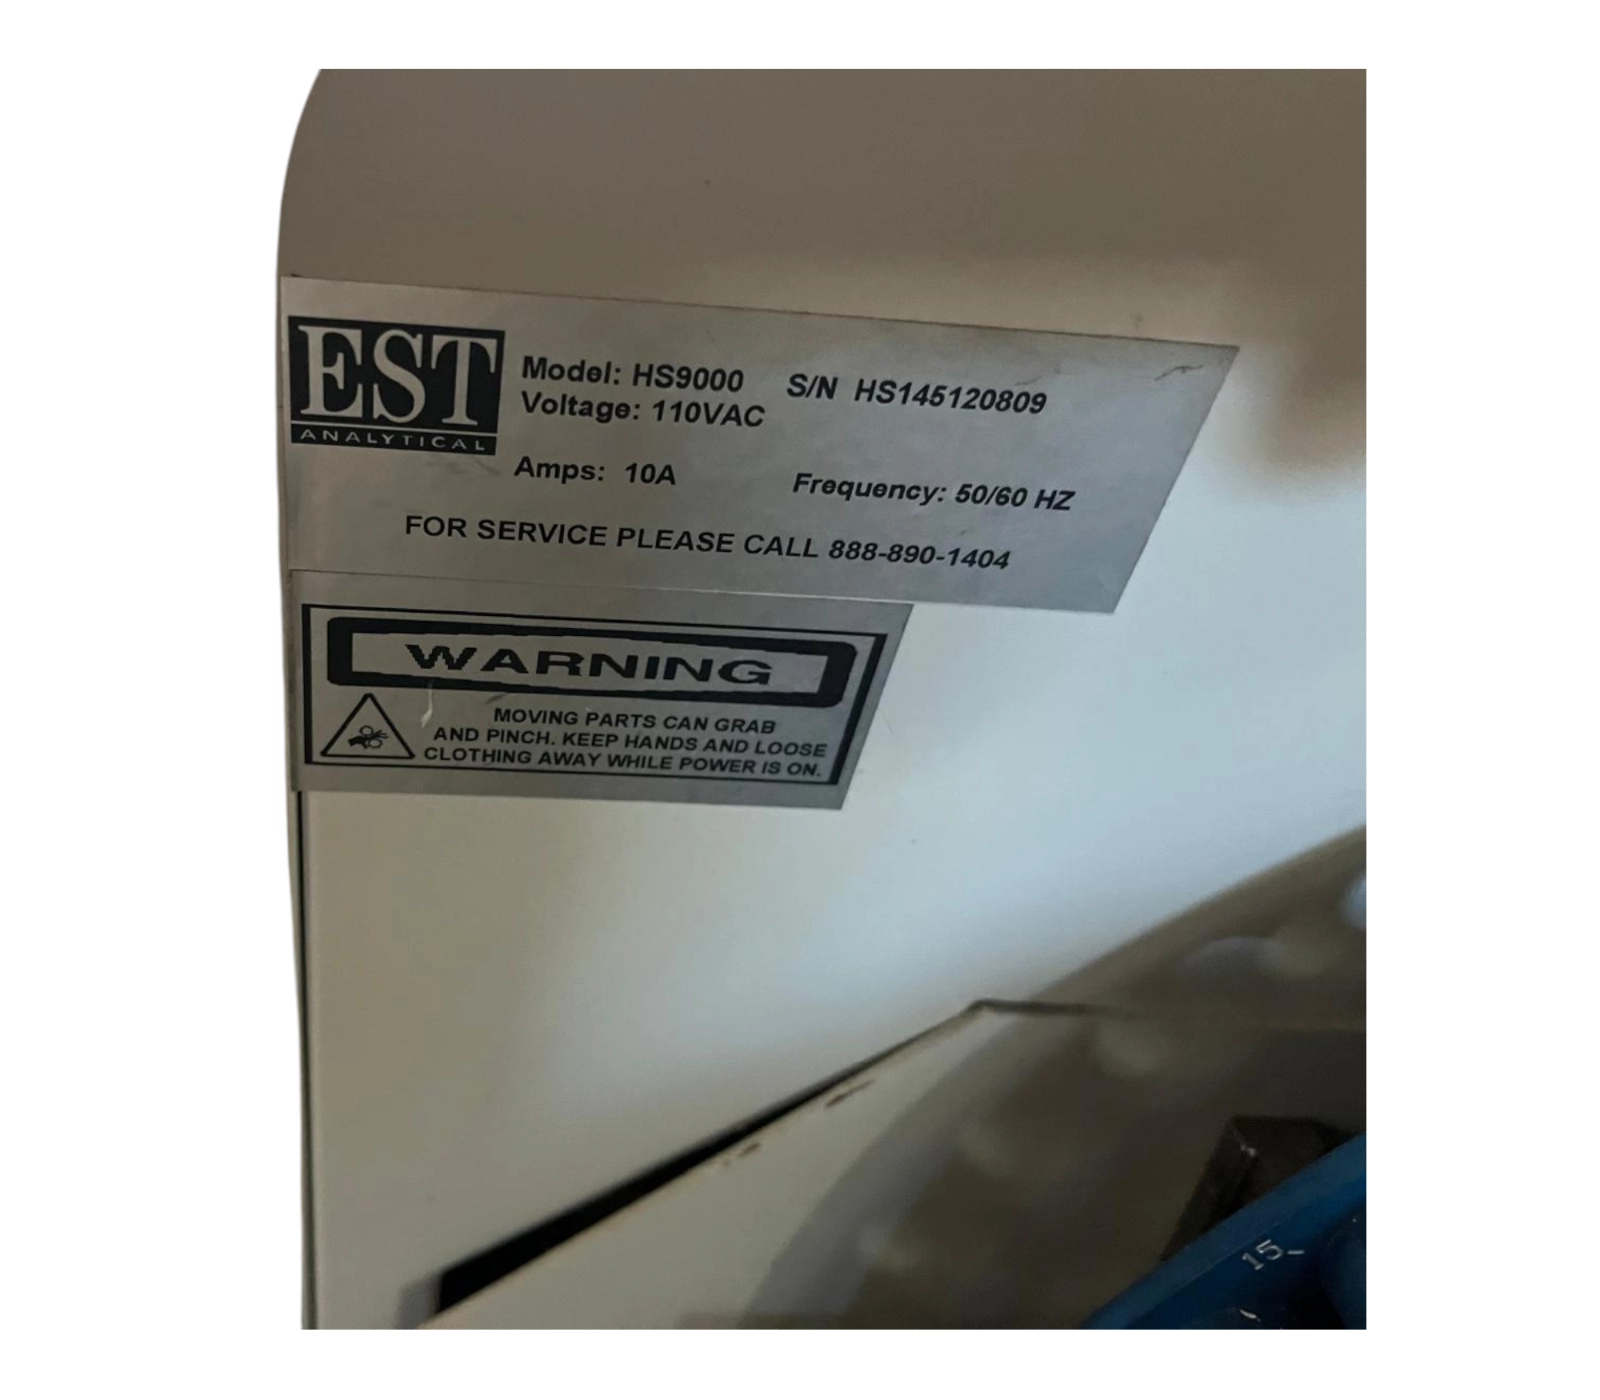 EST
ANALYTICAL
Model: HS9000 S/N HS145120809
Voltage: 110VAC
Amps: 10A Frequency: 50/60 HZ
FOR SERVICE PLEASE CALL 888-890-1404
WARNING
MOVING PARTS CAN GRAB
AND PINCH. KEEP HANDS AND LOOSE
CLOTHING AWAY WHILE POWER IS ON.
15